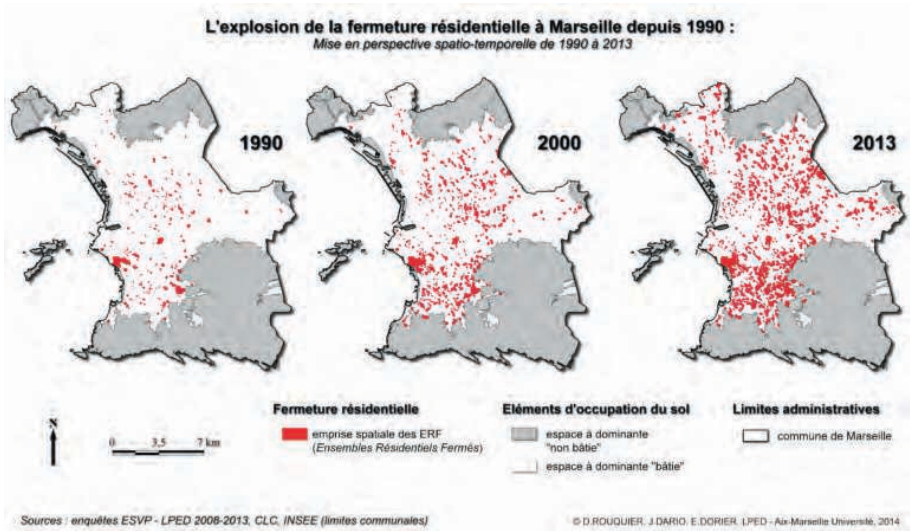 L'explosion de la fermeture résidentielle à Marseille depuis 1990 :
Mise en perspective spatio-temporelle de 1990 à 2013
1990
2000
2013
N
0 3,5 7 km
Fermeture résidentielle
emprise spatiale des ERF
(Ensembles Résidentiels Fermés)
Eléments d'occupation du sol
espace à dominante
"non bâtie"
espace à dominante "bâtie"
Limites administratives
commune de Marseille
Sources : enquêtes ESVP - LPED 2008-2013, CLC, INSEE (limites communales)
© D.ROUQUIER, J.DARIO, E.DORIER, LPED - Aix-Marseille Université, 2014